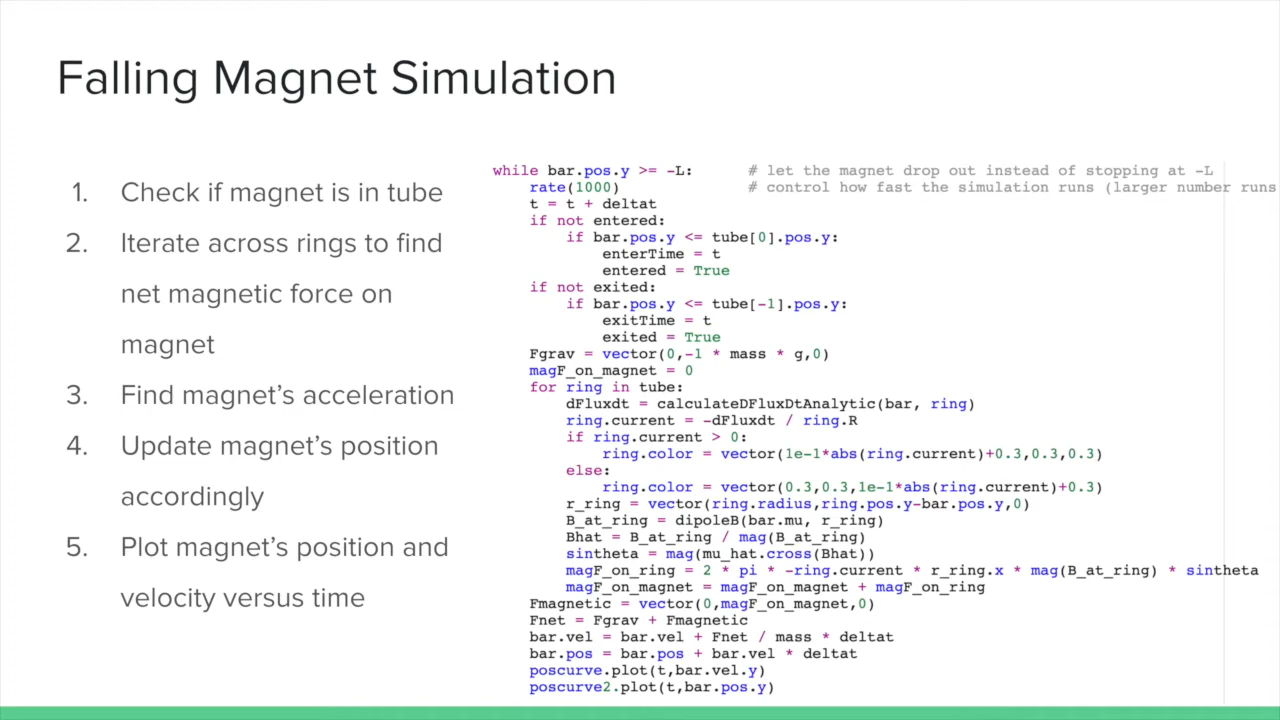 Falling Magnet Simulation
1. Check if magnet is in tube
2. Iterate across rings to find
net magnetic force on
magnet
3. Find magnet’s acceleration
4. Update magnet’s position
accordingly
5. Plot magnet’s position and
velocity versus time
while bar.pos.y >= -L: # let the magnet drop out instead of stopping at -L
rate(1000) # control how fast the simulation runs (larger number runs
t = t + deltat
if not entered:
if bar.pos.y <= tube[0].pos.y:
enterTime = t
entered = True
if not exited:
if bar.pos.y <= tube[-1].pos.y:
exitTime = t
exited = True
Fgrav = vector(0,-1 * mass * g,0)
magF_on_magnet = 0
for ring in tube:
dFluxdt = calculateDFluxDtAnalytic(bar, ring)
ring.current = -dFluxdt / ring.R
if ring.current > 0:
ring.color = vector(1e-1*abs(ring.current)+0.3,0.3,0.3)
else:
ring.color = vector(0.3,0.3,1e-1*abs(ring.current)+0.3)
r_ring = vector(ring.radius,ring.pos.y-bar.pos.y,0)
B_at_ring = dipoleB(bar.mu, r_ring)
Bhat = B_at_ring / mag(B_at_ring)
sintheta = mag(mu_hat.cross(Bhat))
magF_on_ring = 2 * pi * -ring.current * r_ring.x * mag(B_at_ring) * sintheta
magF_on_magnet = magF_on_magnet + magF_on_ring
Fmagnetic = vector(0,magF_on_magnet,0)
Fnet = Fgrav + Fmagnetic
bar.vel = bar.vel + Fnet / mass * deltat
bar.pos = bar.pos + bar.vel * deltat
poscurve.plot(t,bar.vel.y)
poscurve2.plot(t,bar.pos.y)